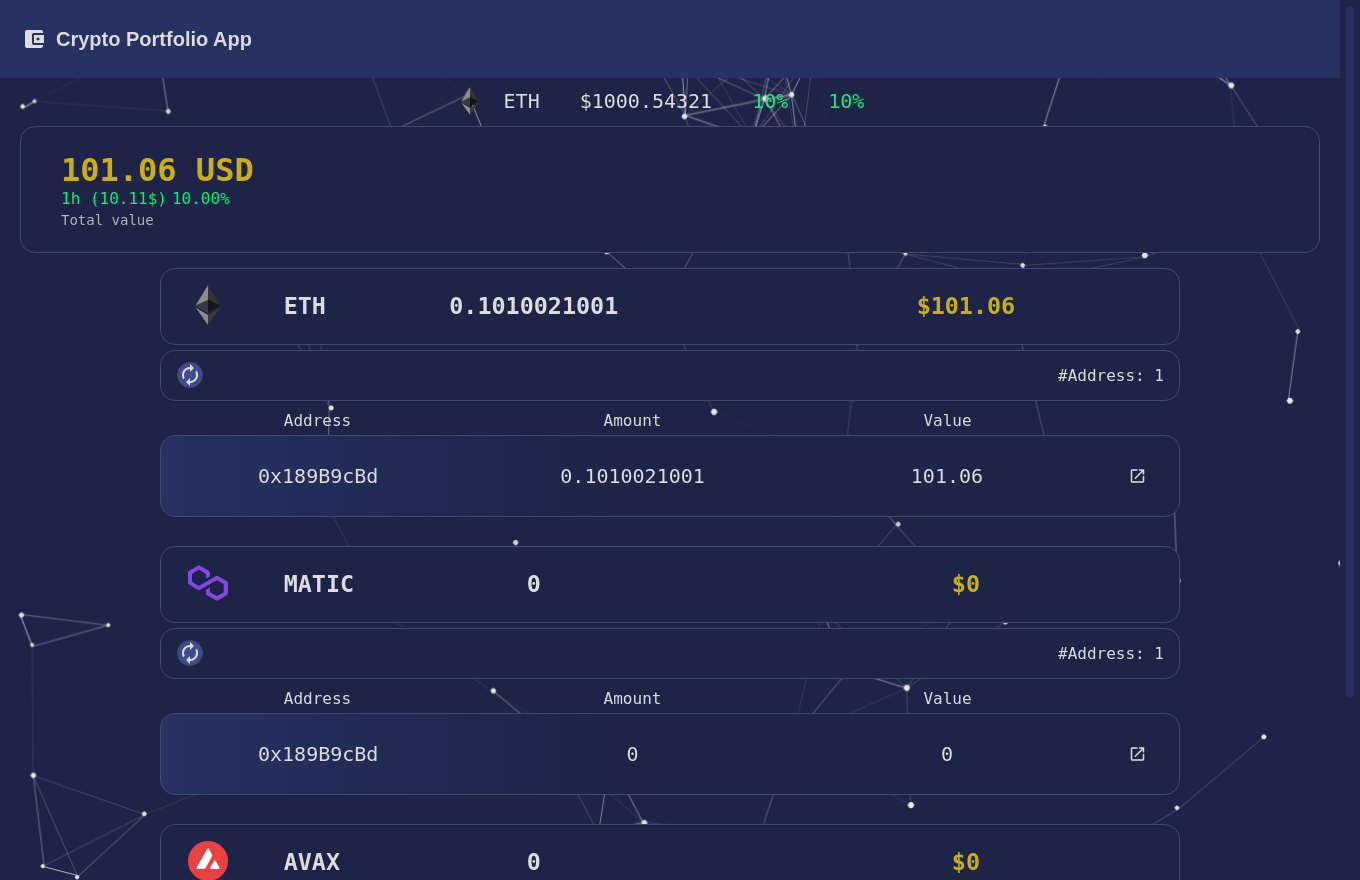 Crypto Portfolio App
ETH $1000.54321 10% 10%
101.06 USD
1h (10.11$) 10.00%
Total value
ETH 0.1010021001 $101.06
#Address: 1
Address Amount Value
0x189B9cBd 0.1010021001 101.06
MATIC 0 $0
#Address: 1
Address Amount Value
0x189B9cBd 0 0
AVAX 0 $0